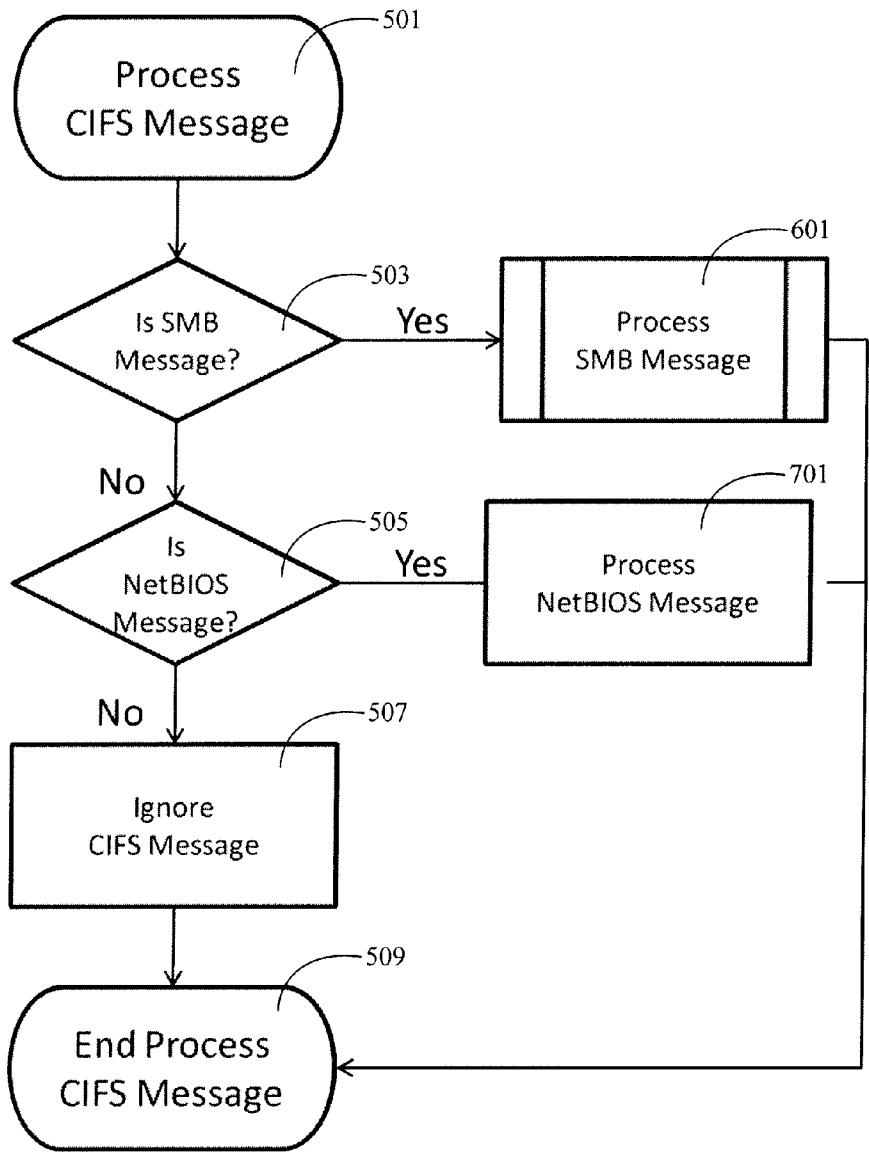 501
Process
CIFS Message
601
503
Is SMB
Message?
Yes
Process
SMB Message
No
701
505
Is
NetBIOS
Message?
Yes
Process
NetBIOS Message
No
507
Ignore
CIFS Message
509
End Process
CIFS Message